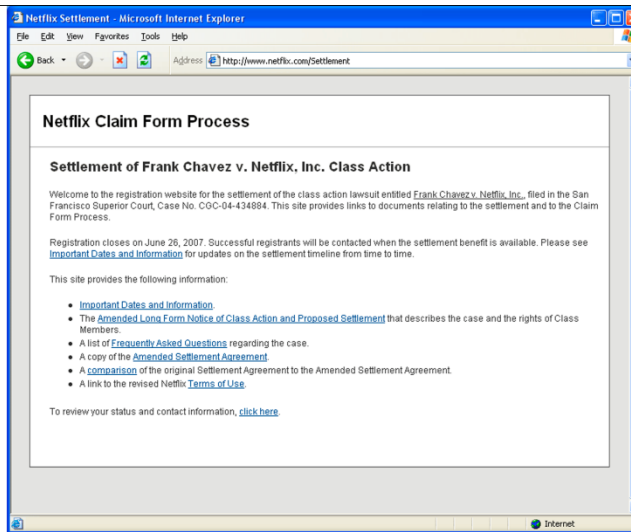 Netflix Settlement - Microsoft Internet Explorer
File Edit View Favorites Tools Help
Back Address http://www.netflix.com/Settlement
Netflix Claim Form Process
Settlement of Frank Chavez v. Netflix, Inc. Class Action
Welcome to the registration website for the settlement of the class action lawsuit entitled Frank Chavez v. Netflix, Inc., filed in the San
Francisco Superior Court, Case No. CGC-04-434884. This site provides links to documents relating to the settlement and to the Claim
Form Process.
Registration closes on June 26, 2007. Successful registrants will be contacted when the settlement benefit is available. Please see
Important Dates and Information for updates on the settlement timeline from time to time.
This site provides the following information:
• Important Dates and Information.
• The Amended Long Form Notice of Class Action and Proposed Settlement that describes the case and the rights of Class
Members.
• A list of Frequently Asked Questions regarding the case.
• A copy of the Amended Settlement Agreement.
• A comparison of the original Settlement Agreement to the Amended Settlement Agreement.
• A link to the revised Netflix Terms of Use.
To review your status and contact information, click here.
Internet